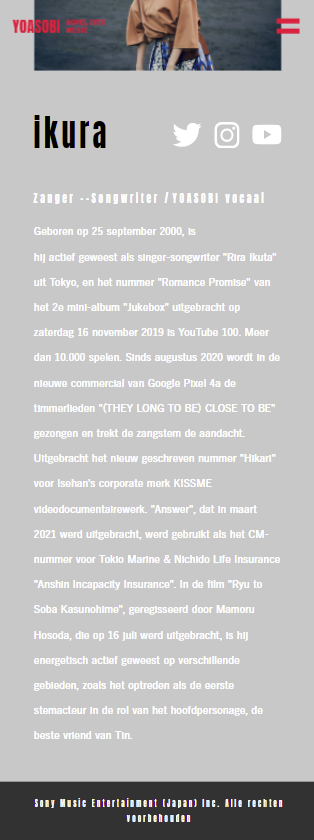 YOASOBI
ikura
Zanger --Songwriter / YOASOBI vocaal
Geboren op 25 september 2000, is
hij actief geweest als singer-songwriter "Rira Ikuta"
uit Tokyo, en het nummer "Romance Promise" van
het 2e mini-album "Jukebox" uitgebracht op
zaterdag 16 november 2019 is YouTube 100. Meer
dan 10.000 spelen. Sinds augustus 2020 wordt in de
nieuwe commercial van Google Pixel 4a de
timmerlieden "(THEY LONG TO BE) CLOSE TO BE"
gezongen en trekt de zangstem de aandacht.
Uitgebracht het nieuw geschreven nummer "Hikari"
voor Isehan's corporate merk KISSME
videodocumentairewerk. "Answer", dat in maart
2021 werd uitgebracht, werd gebruikt als het CM-
nummer voor Tokio Marine & Nichido Life Insurance
"Anshin Incapacity Insurance". In de film "Ryu to
Soba Kasunohime", geregisseerd door Mamoru
Hosoda, die op 16 juli werd uitgebracht, is hij
energetisch actief geweest op verschillende
gebieden, zoals het optreden als de eerste
stemacteur in de rol van het hoofdpersonage, de
beste vriend van Tin.
Sony Music Entertainment (Japan) Inc. Alle rechten
voorbehouden